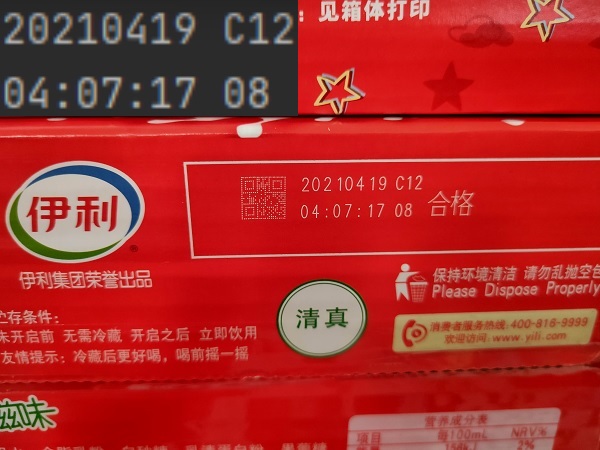 20210419 C12
04:07:17 08
：见箱体打印
伊利
®
伊利集团荣誉出品
20210419 C12
04:07:17 08 合格
保持环境清洁 请勿乱抛空包
Please Dispose Properly
消费者服务热线:400-816-9999
欢迎访问:www.yili.com
清真
贮存条件:
未开启前 无需冷藏 开启之后 立即饮用
友情提示: 冷藏后更好喝，喝前摇一摇
滋味
营养成分表
项目 每100mL NRV%
2%